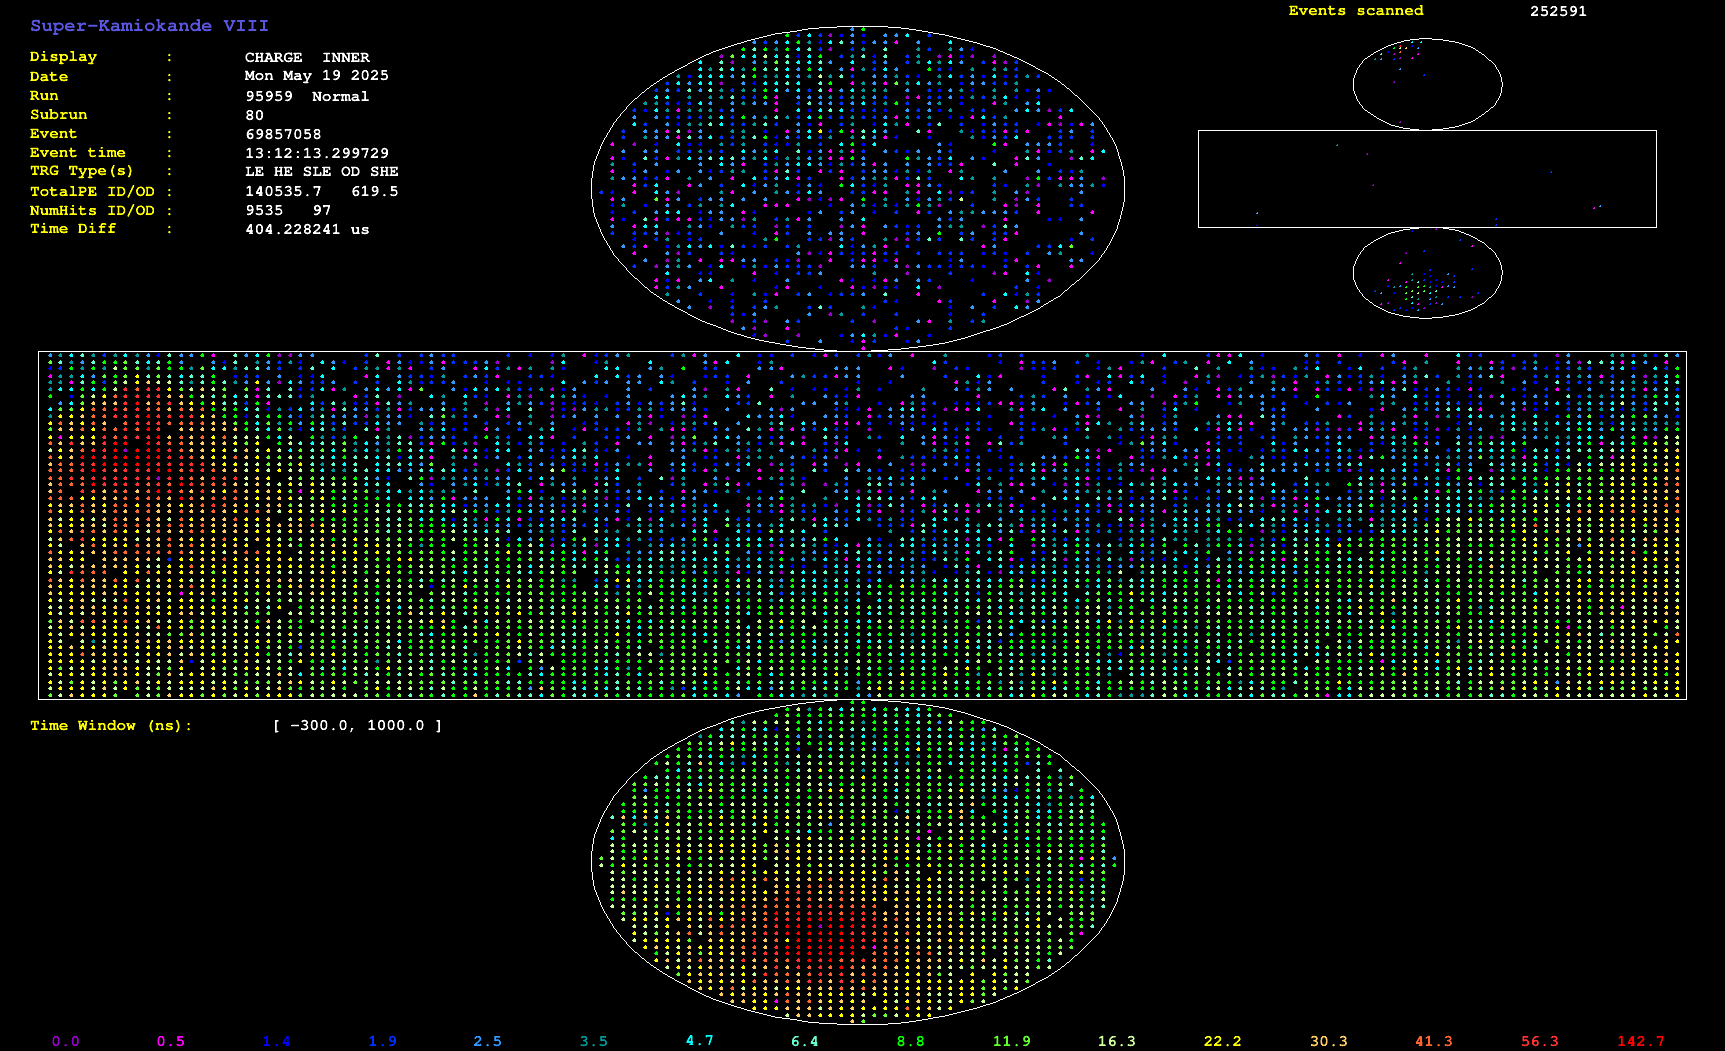 Super-Kamiokande VIII
Events scanned 252591
Display : CHARGE INNER
Date : Mon May 19 2025
Run : 95959 Normal
Subrun : 80
Event : 69857058
Event time : 13:12:13.299729
TRG Type(s) : LE HE SLE OD SHE
TotalPE ID/OD : 140535.7 619.5
NumHits ID/OD : 9535 97
Time Diff : 404.228241 us
Time Window (ns): [ -300.0, 1000.0 ]
0.0 0.5 1.4 1.9 2.5 3.5 4.7 6.4 8.8 11.9 16.3 22.2 30.3 41.3 56.3 142.7